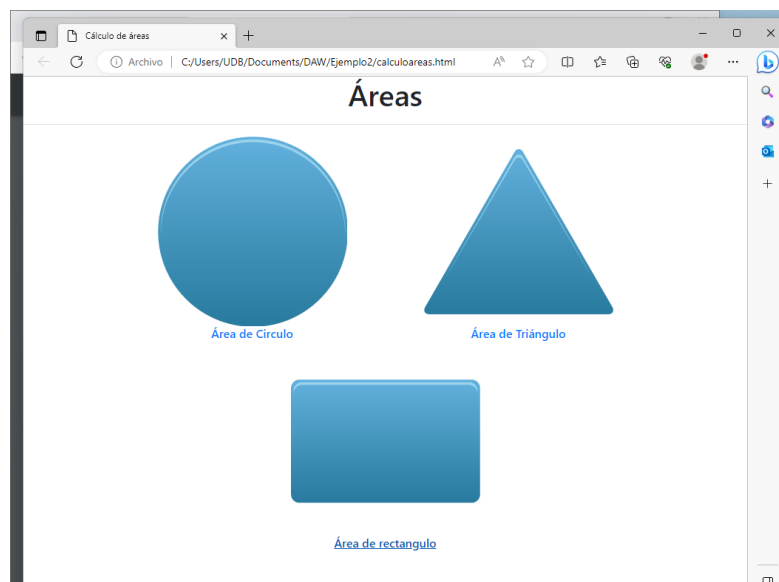 Cálculo de áreas
Archivo | C:/Users/UDB/Documents/DAW/Ejemplo2/calculoareas.html
Áreas
Área de Circulo
Área de Triángulo
Área de rectangulo